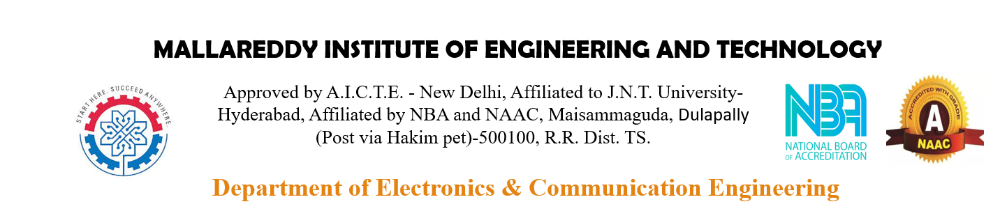 MALLAREDDY INSTITUTE OF ENGINEERING AND TECHNOLOGY
START HERE. SUCCEED ANYWHERE.
Approved by A.I.C.T.E. - New Delhi, Affiliated to J.N.T. University-
Hyderabad, Affiliated by NBA and NAAC, Maisammaguda, Dulapally
(Post via Hakim pet)-500100, R.R. Dist. TS.
NBA
NATIONAL BOARD
OF ACCREDITATION
ACCREDITED WITH GRADE
A
NAAC
Department of Electronics & Communication Engineering